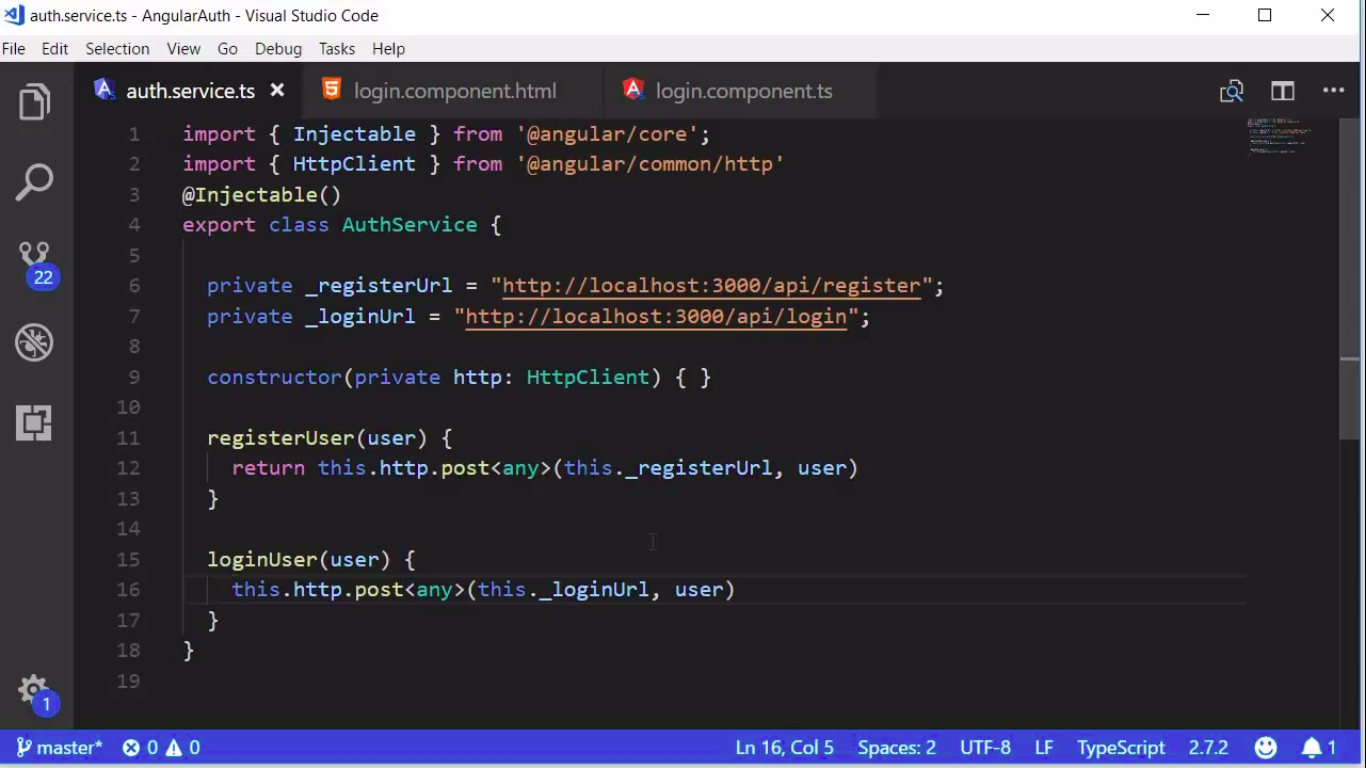 auth.service.ts - AngularAuth - Visual Studio Code
File Edit Selection View Go Debug Tasks Help
auth.service.ts login.component.html login.component.ts
1 import { Injectable } from '@angular/core';
2 import { HttpClient } from '@angular/common/http'
3 @Injectable()
4 export class AuthService {
5
6 private _registerUrl = "http://localhost:3000/api/register";
7 private _loginUrl = "http://localhost:3000/api/login";
8
9 constructor(private http: HttpClient) { }
10
11 registerUser(user) {
12 return this.http.post<any>(this._registerUrl, user)
13 }
14
15 loginUser(user) {
16 this.http.post<any>(this._loginUrl, user)
17 }
18 }
19
22
1
master* 0 0 Ln 16, Col 5 Spaces: 2 UTF-8 LF TypeScript 2.7.2 1